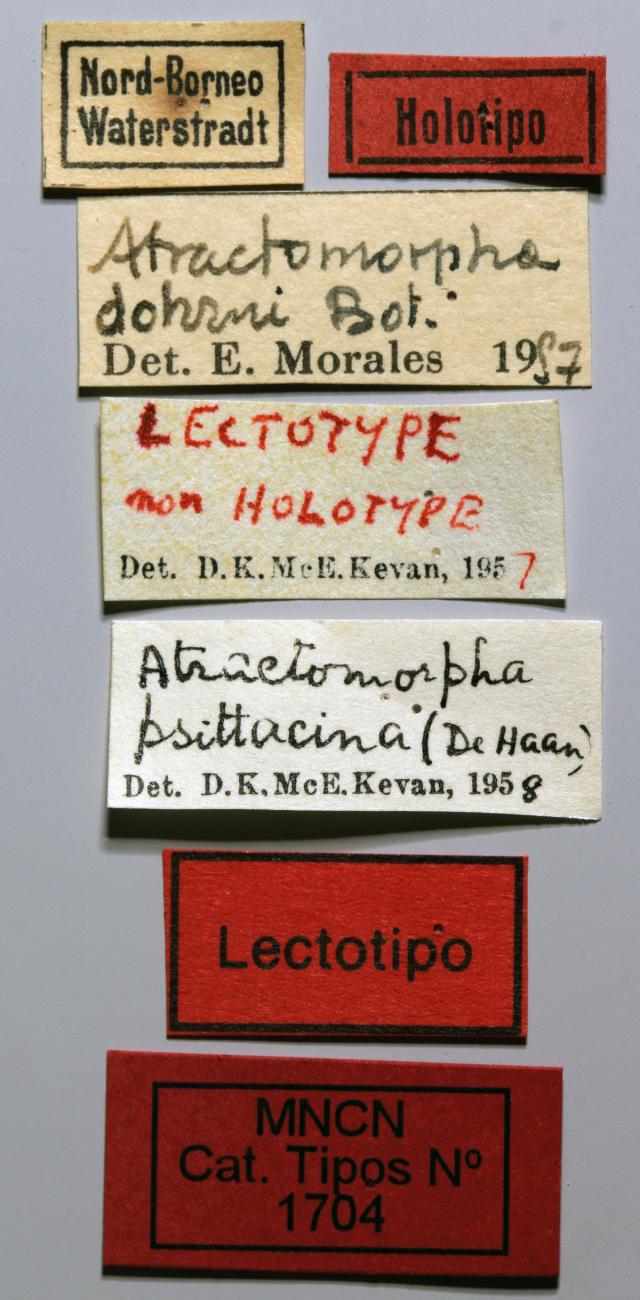 Nord-Borneo
Waterstradt
Holotipo
Atractomorpha
dohrni Bol.
Det. E. Morales 1957
LECTOTYPE
non HOLOTYPE
Det. D.K.McE.Kevan, 1957
Atractomorpha
psittacina (De Haan)
Det. D.K.McE.Kevan, 1958
Lectotipo
MNCN
Cat. Tipos Nº
1704